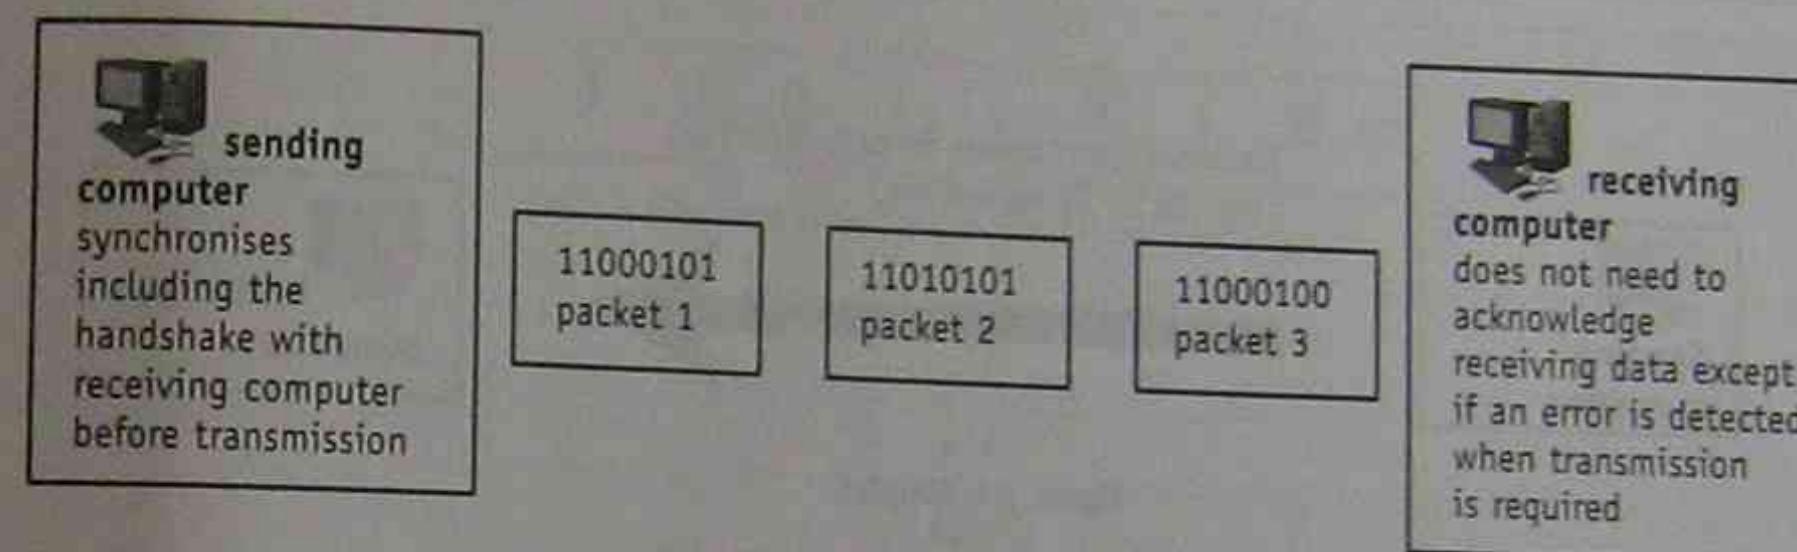 sending
computer
synchronises
including the
handshake with
receiving computer
before transmission
11000101
packet 1
11010101
packet 2
11000100
packet 3
receiving
computer
does not need to
acknowledge
receiving data except
if an error is detected
when transmission
is required